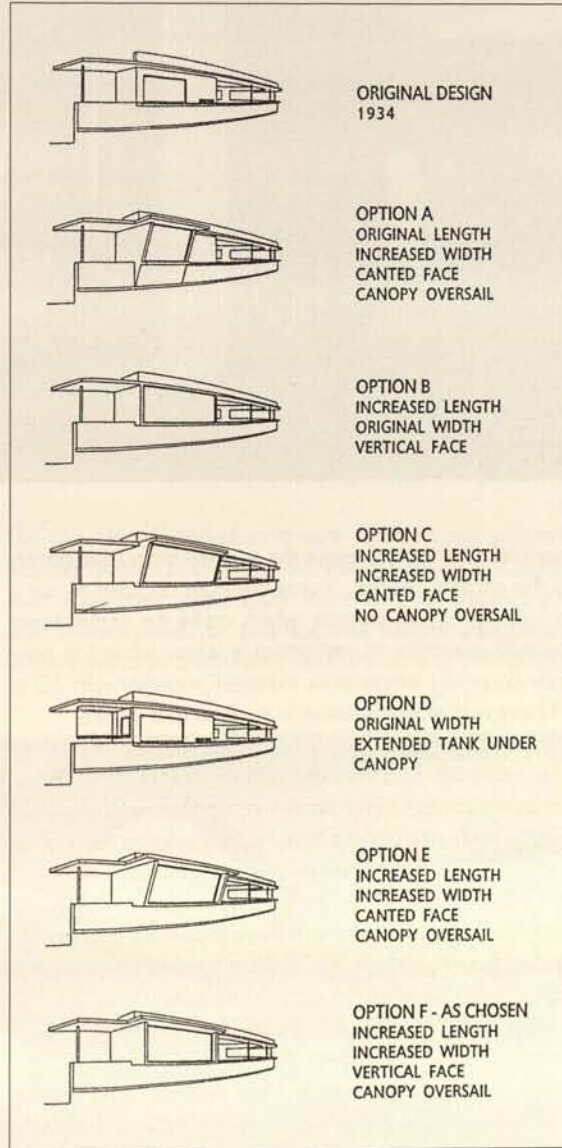 ORIGINAL DESIGN
1934
OPTION A
ORIGINAL LENGTH
INCREASED WIDTH
CANTED FACE
CANOPY OVERSAIL
OPTION B
INCREASED LENGTH
ORIGINAL WIDTH
VERTICAL FACE
OPTION C
INCREASED LENGTH
INCREASED WIDTH
CANTED FACE
NO CANOPY OVERSAIL
OPTION D
ORIGINAL WIDTH
EXTENDED TANK UNDER
CANOPY
OPTION E
INCREASED LENGTH
INCREASED WIDTH
CANTED FACE
CANOPY OVERSAIL
OPTION F - AS CHOSEN
INCREASED LENGTH
INCREASED WIDTH
VERTICAL FACE
CANOPY OVERSAIL